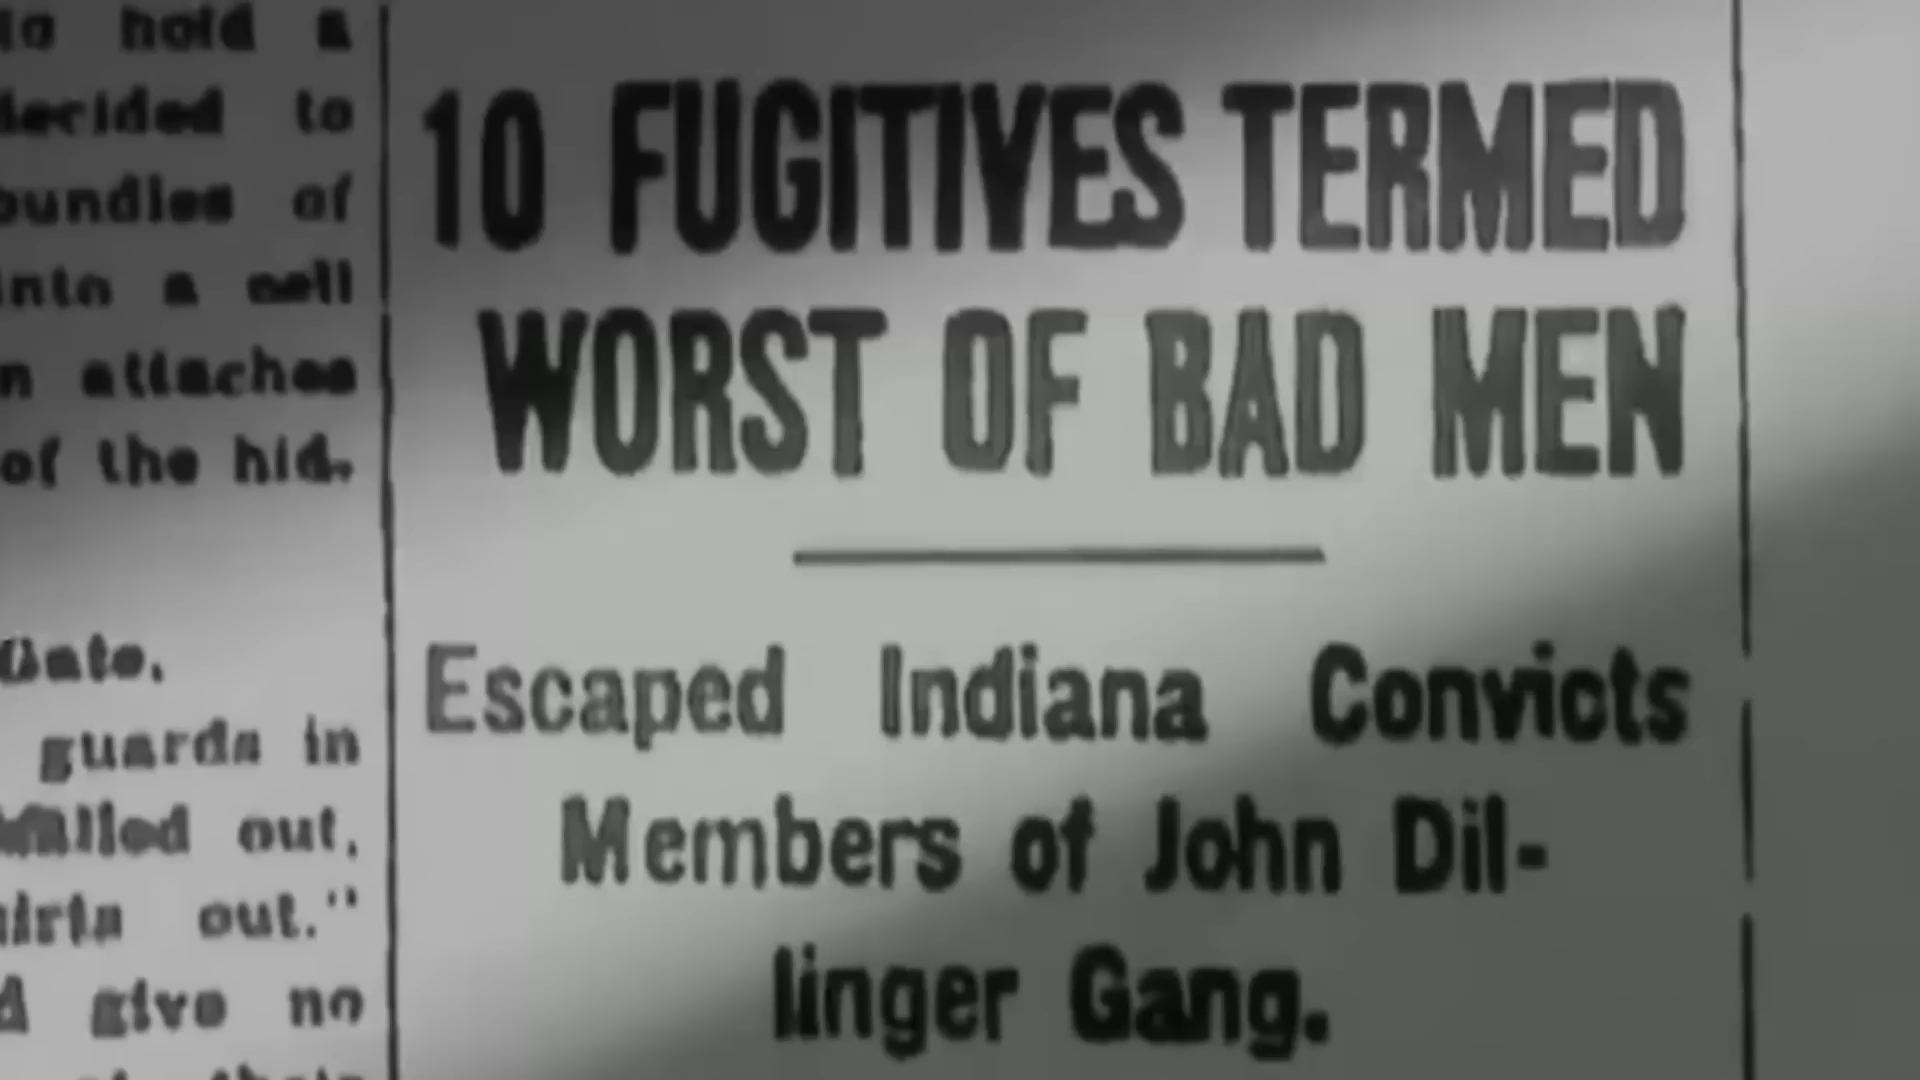 to hold a
decided to
bundles of
into a cell
attaches
of the hid-
Gate.
guards in
out,
out."
give no
10 FUGITIVES TERMED
WORST OF BAD MEN
Escaped Indiana Convicts
Members of John Dil-
linger Gang.